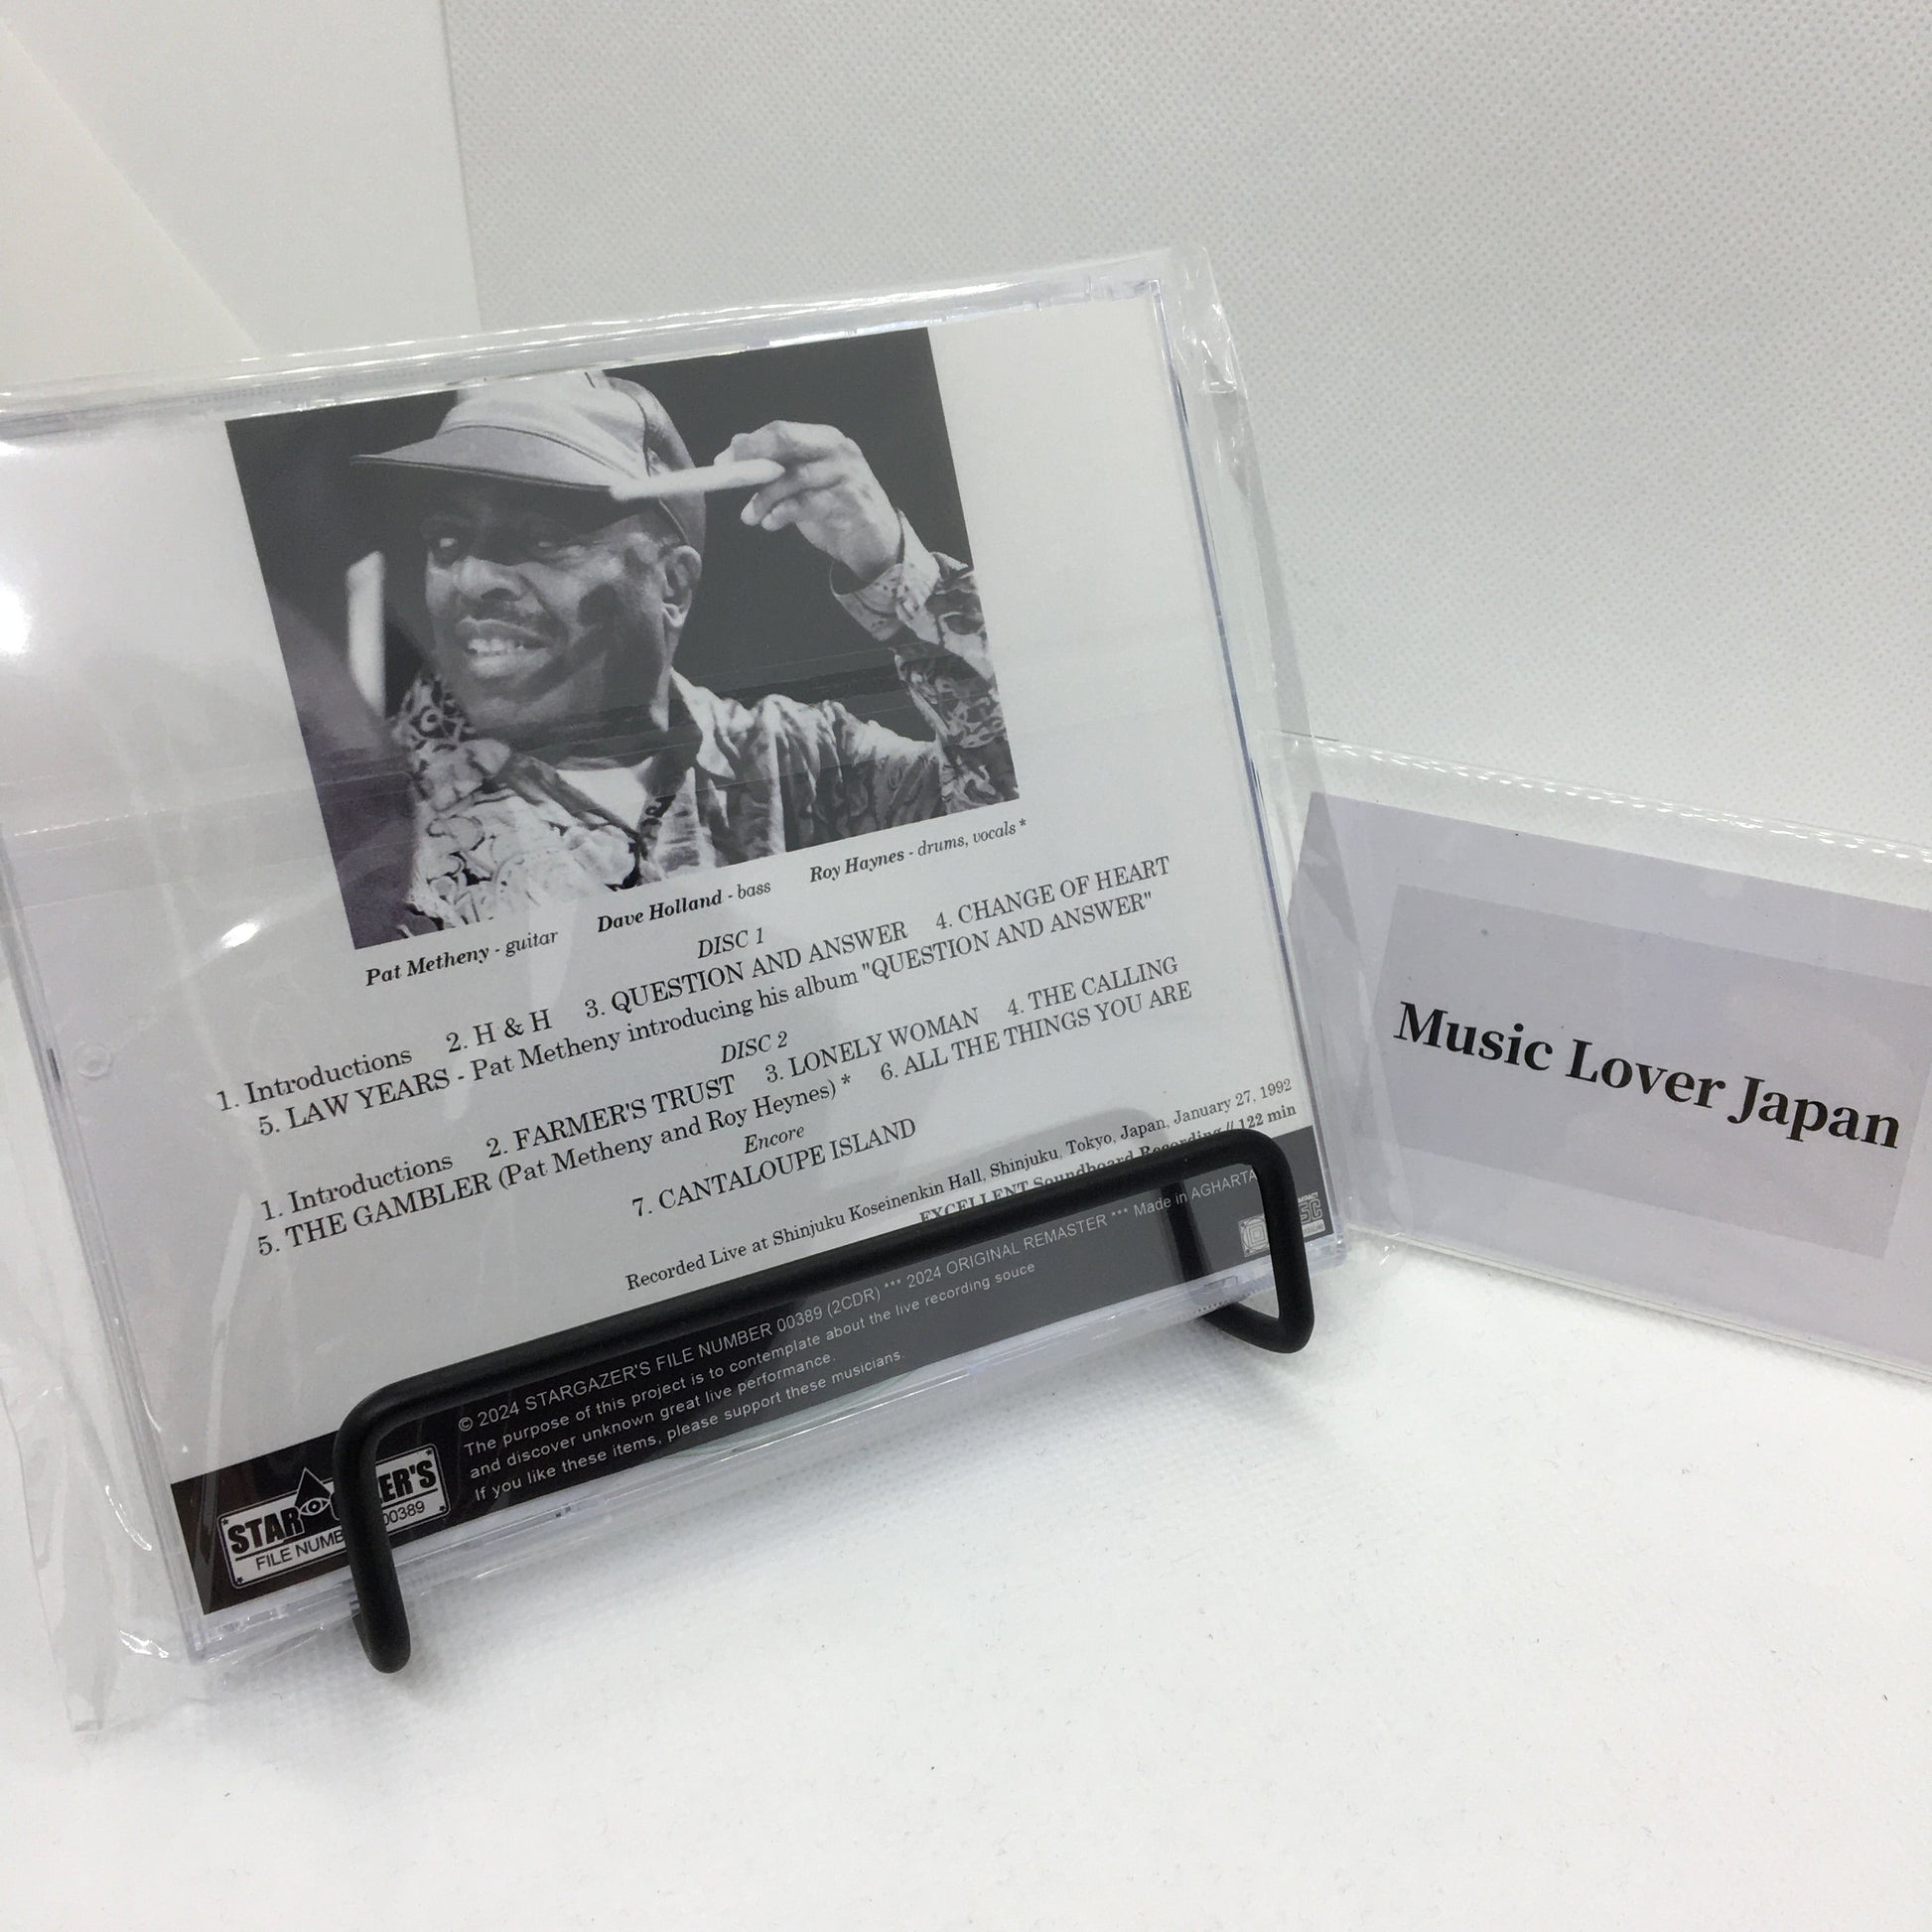 Pat Metheny - guitar Dave Holland - bass Roy Haynes - drums, vocals *
DISC 1
1. Introductions 2. H & H 3. QUESTION AND ANSWER 4. CHANGE OF HEART
5. LAW YEARS - Pat Metheny introducing his album "QUESTION AND ANSWER"
DISC 2
1. Introductions 2. FARMER'S TRUST 3. LONELY WOMAN 4. THE CALLING
5. THE GAMBLER (Pat Metheny and Roy Heynes) * 6. ALL THE THINGS YOU ARE
Encore
7. CANTALOUPE ISLAND
Recorded Live at Shinjuku Koseinenkin Hall, Shinjuku, Tokyo, Japan, January 27, 1992
EXCELLENT Soundboard Recording // 122 min
© 2024 STARGAZER'S FILE NUMBER 00389 (2CDR) *** 2024 ORIGINAL REMASTER *** Made in AGHARTA
The purpose of this project is to contemplate about the live recording souce
and discover unknown great live performance.
If you like these items, please support these musicians.
FILE 00389
Music Lover Japan